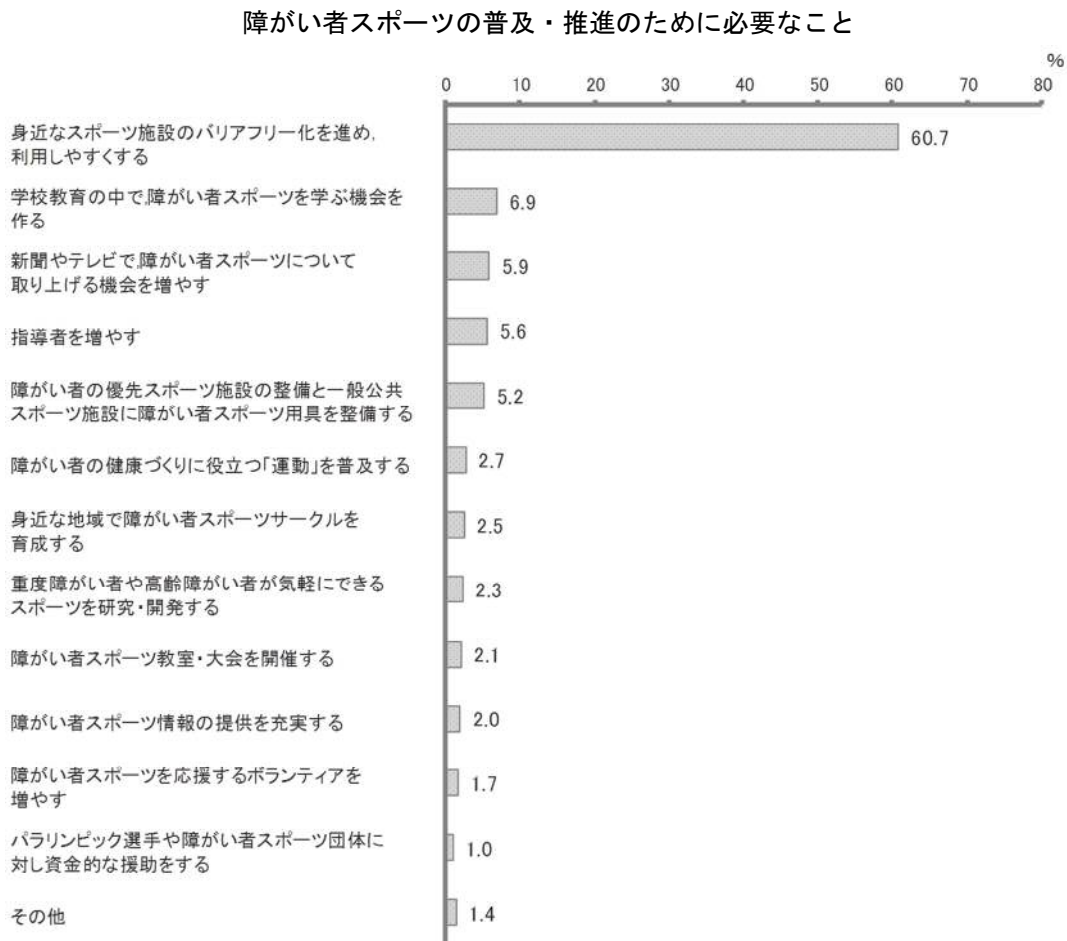 障がい者スポーツの普及・推進のために必要なこと
%
0 10 20 30 40 50 60 70 80
身近なスポーツ施設のバリアフリー化を進め,
利用しやすくする
60.7
学校教育の中で,障がい者スポーツを学ぶ機会を
作る
6.9
新聞やテレビで,障がい者スポーツについて
取り上げる機会を増やす
5.9
指導者を増やす
5.6
障がい者の優先スポーツ施設の整備と一般公共
スポーツ施設に障がい者スポーツ用具を整備する
5.2
障がい者の健康づくりに役立つ「運動」を普及する
2.7
身近な地域で障がい者スポーツサークルを
育成する
2.5
重度障がい者や高齢障がい者が気軽にできる
スポーツを研究・開発する
2.3
障がい者スポーツ教室・大会を開催する
2.1
障がい者スポーツ情報の提供を充実する
2.0
障がい者スポーツを応援するボランティアを
増やす
1.7
パラリンピック選手や障がい者スポーツ団体に
対し資金的な援助をする
1.0
その他
1.4